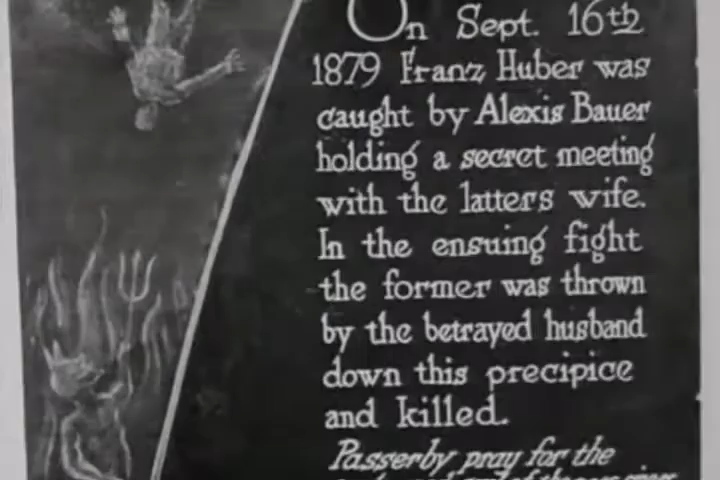 On Sept. 16th
1879 Franz Huber was
caught by Alexis Bauer
holding a secret meeting
with the latters wife.
In the ensuing fight
the former was thrown
by the betrayed husband
down this precipice
and killed.
Passerby pray for the